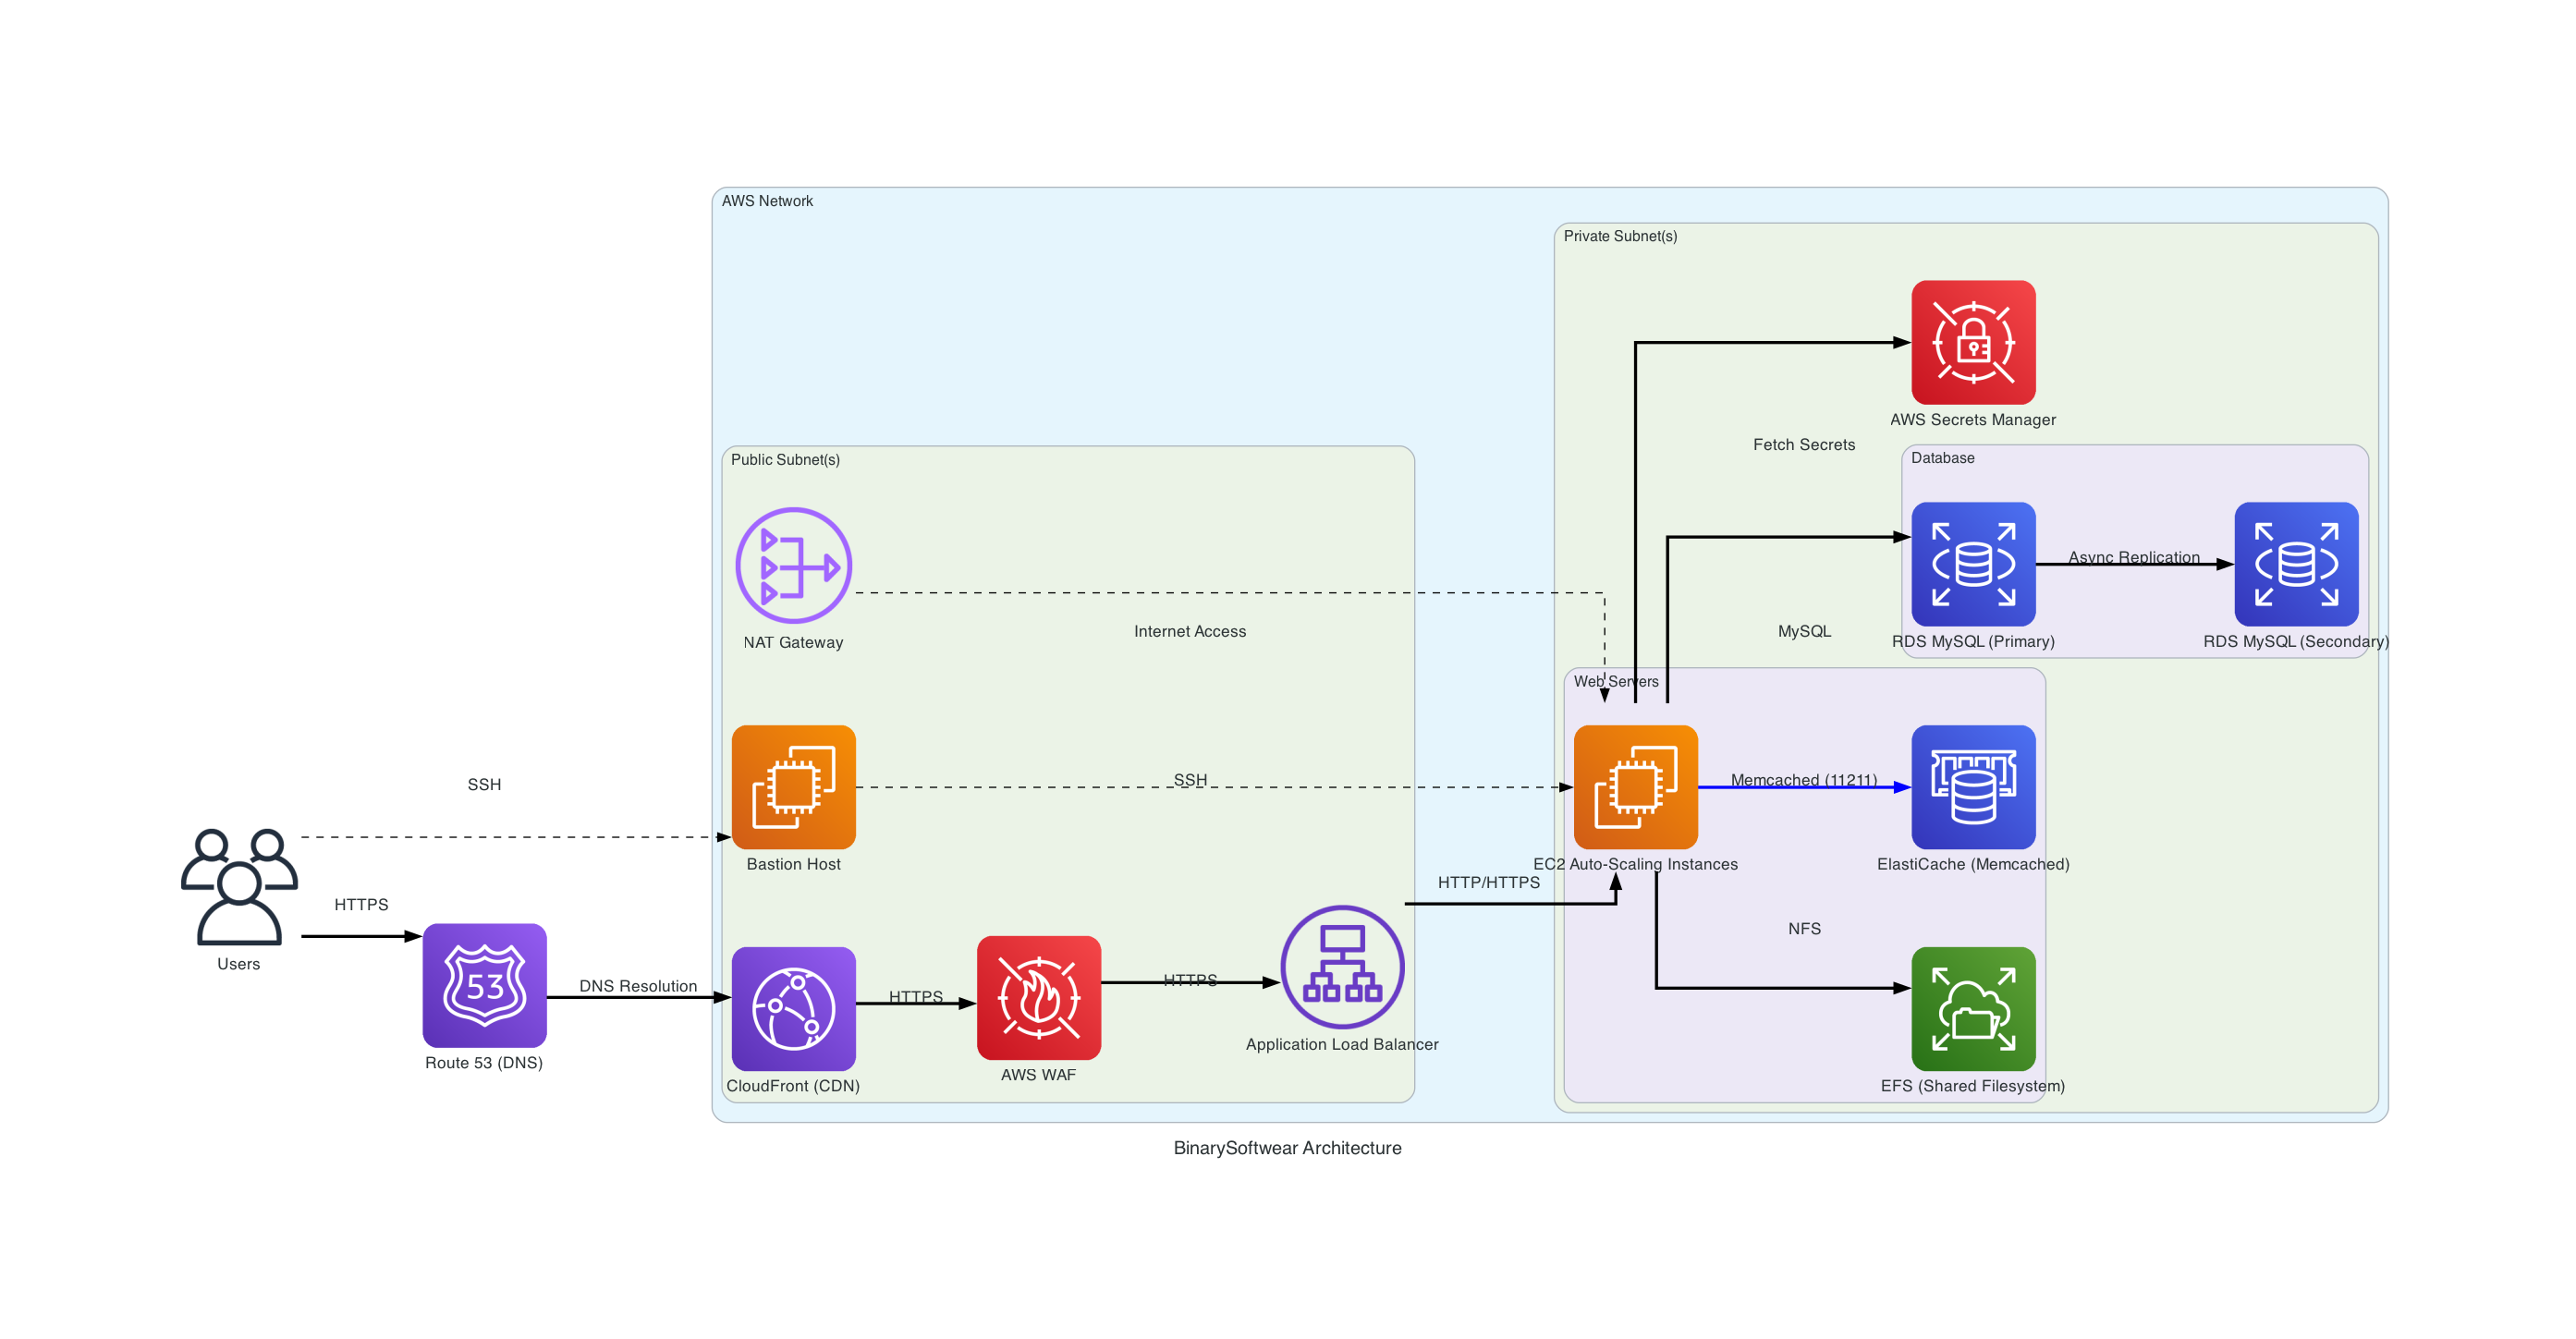 AWS Network
Private Subnet(s)
AWS Secrets Manager
Fetch Secrets
Public Subnet(s)
Database
NAT Gateway
Internet Access
MySQL
RDS MySQL (Primary)
Async Replication
RDS MySQL (Secondary)
Web Servers
SSH
Bastion Host
SSH
EC2 Auto-Scaling Instances
Memcached (11211)
ElastiCache (Memcached)
HTTP/HTTPS
Users
HTTPS
53
Route 53 (DNS)
DNS Resolution
CloudFront (CDN)
HTTPS
AWS WAF
HTTPS
Application Load Balancer
NFS
EFS (Shared Filesystem)
BinarySoftwear Architecture